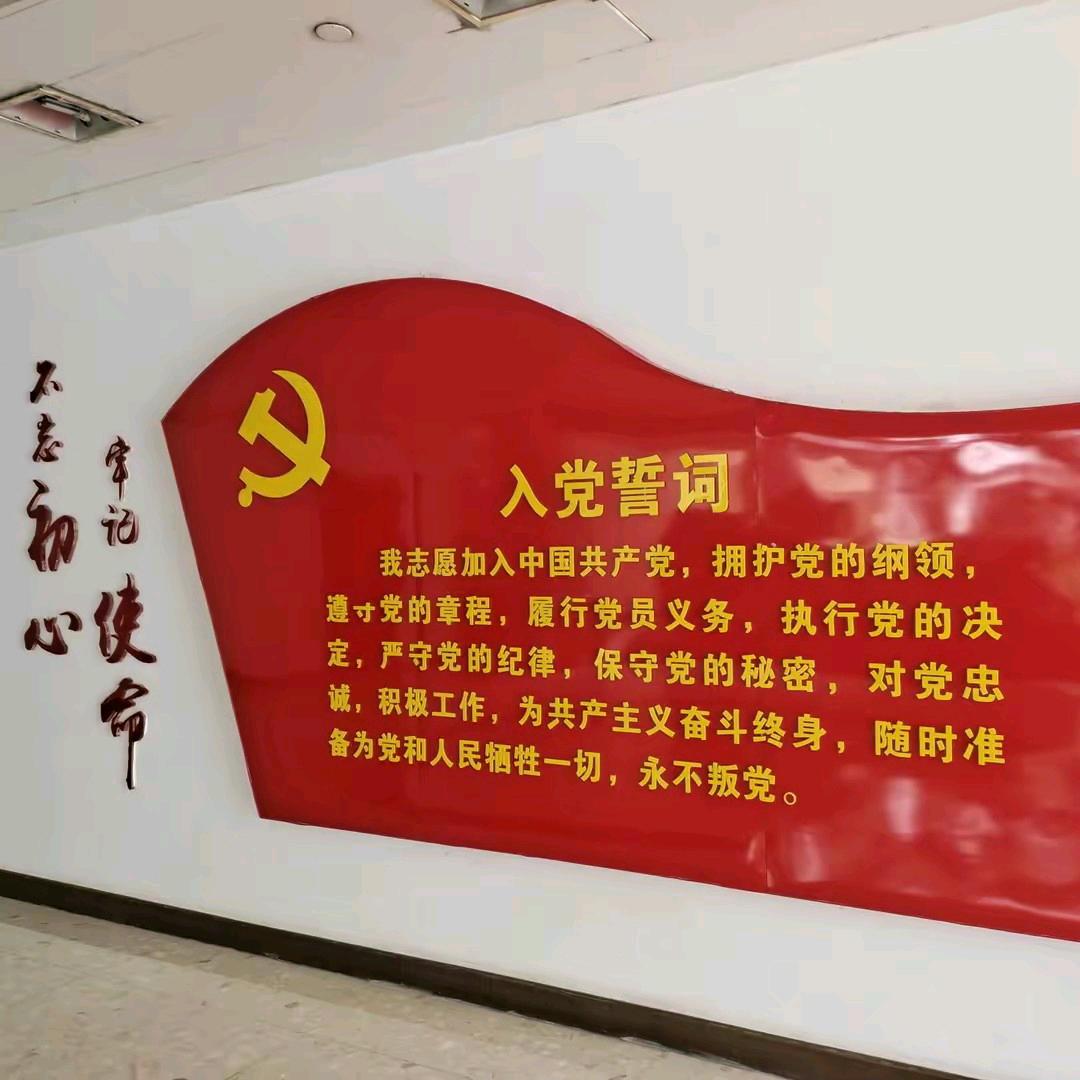 不忘初心
牢记使命
入党誓词
我志愿加入中国共产党，拥护党的纲领，
遵寸党的章程，履行党员义务，执行党的决
定，严守党的纪律，保守党的秘密，对党忠
诚，积极工作，为共产主义奋斗终身，随时准
备为党和人民牺牲一切，永不叛党。